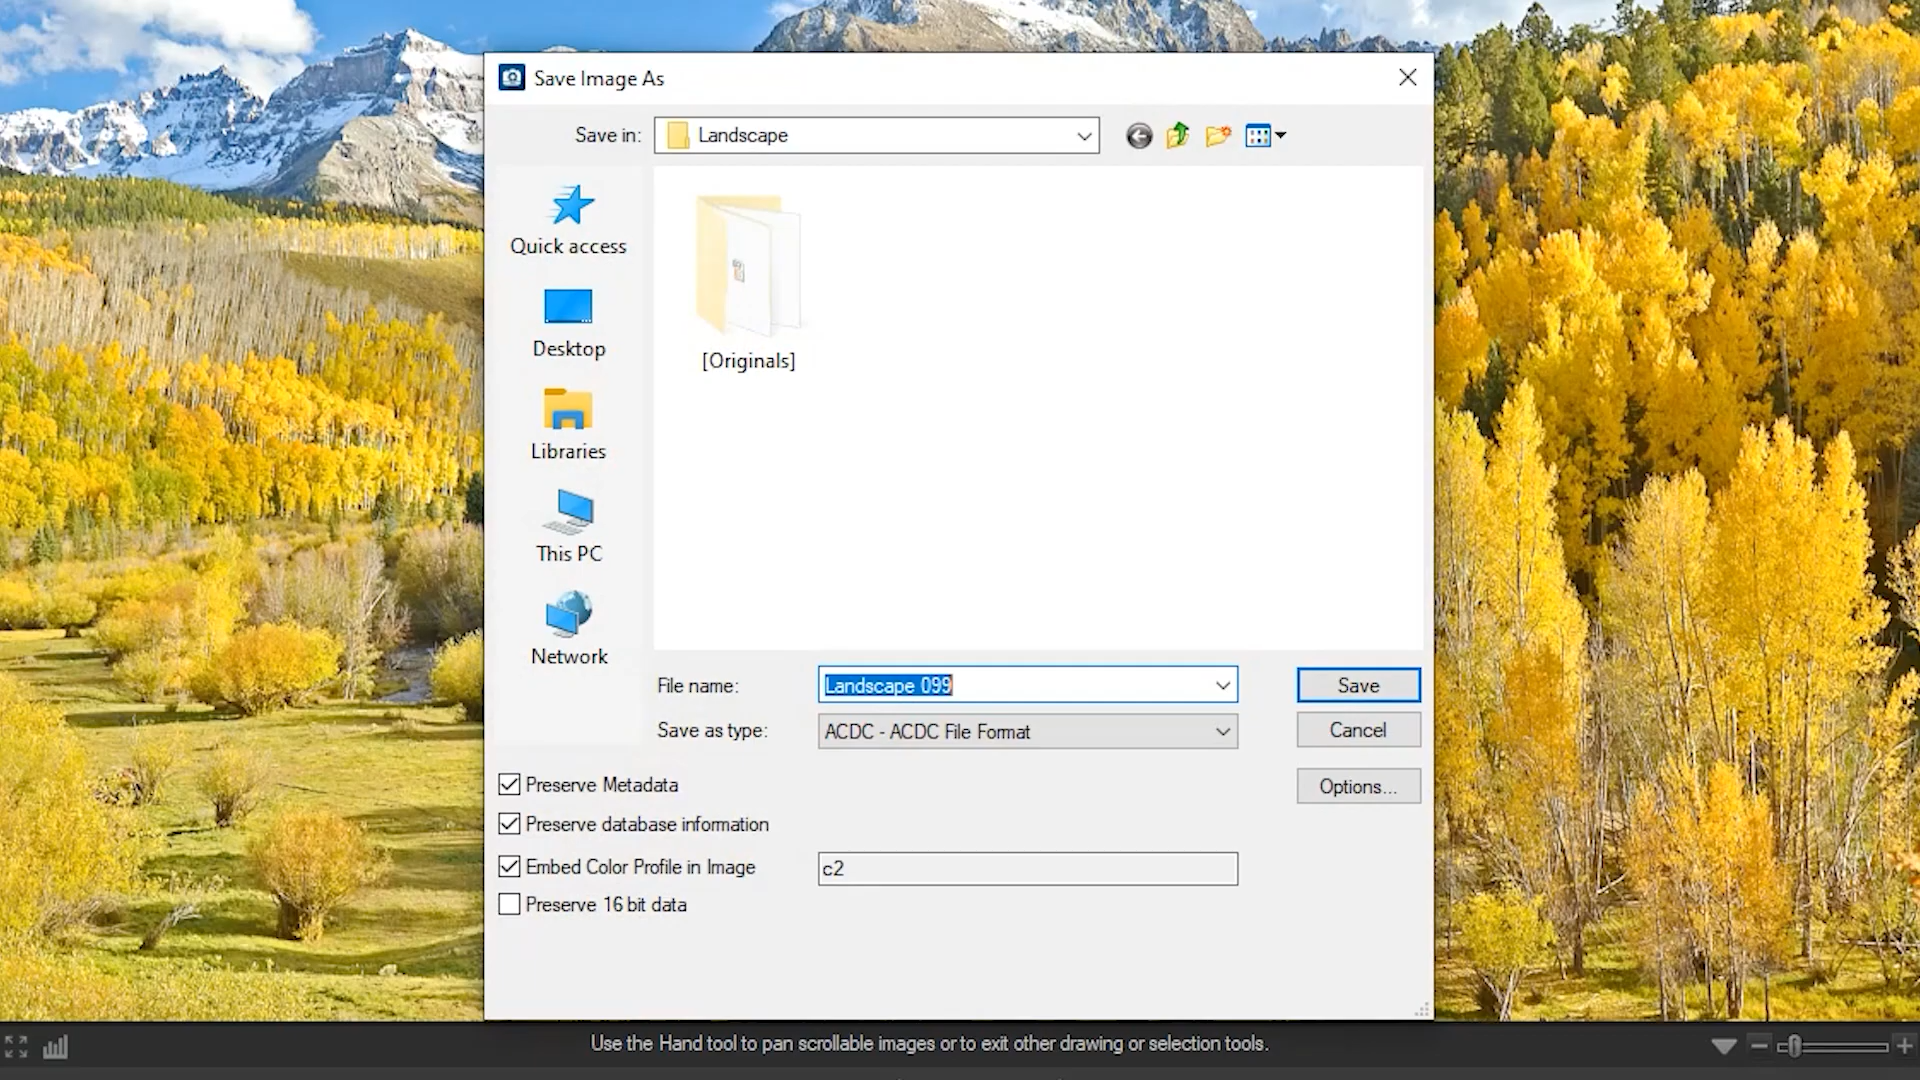 Save Image As
Save in:
Landscape
Quick access
Desktop
Libraries
This PC
Network
[Originals]
File name:
Landscape 099
Save
Save as type:
ACDC - ACDC File Format
Cancel
Preserve Metadata
Options...
Preserve database information
Embed Color Profile in Image
c2
Preserve 16 bit data
Use the Hand tool to pan scrollable images or to exit other drawing or selection tools.